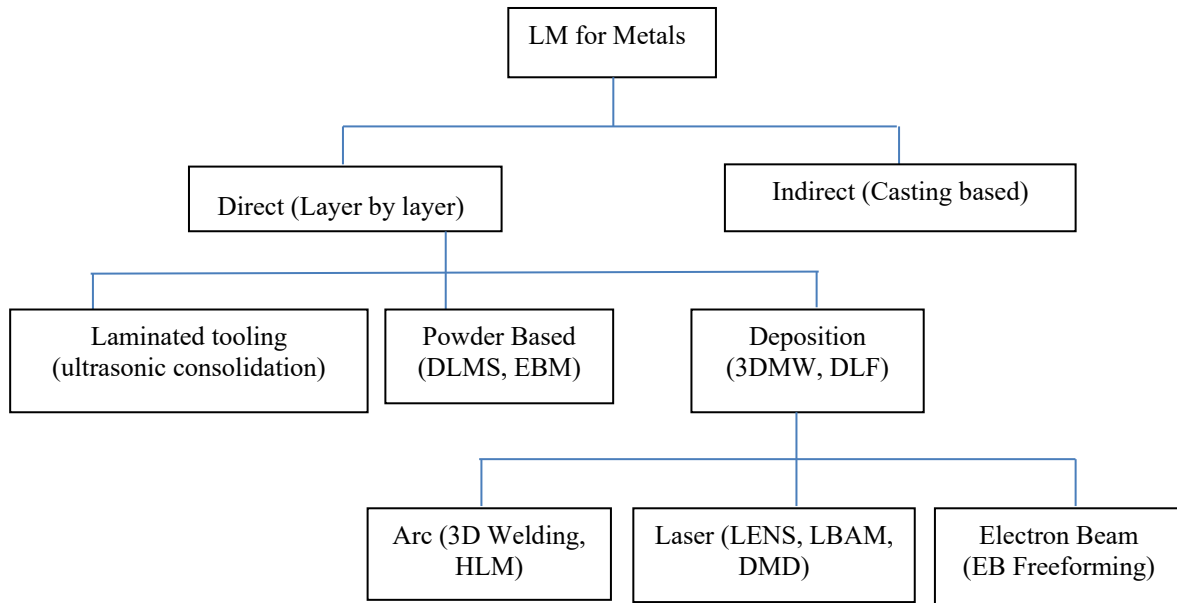 LM for Metals
Direct (Layer by layer)
Indirect (Casting based)
Laminated tooling
(ultrasonic consolidation)
Powder Based
(DLMS, EBM)
Deposition
(3DMW, DLF)
Arc (3D Welding,
HLM)
Laser (LENS, LBAM,
DMD)
Electron Beam
(EB Freeforming)